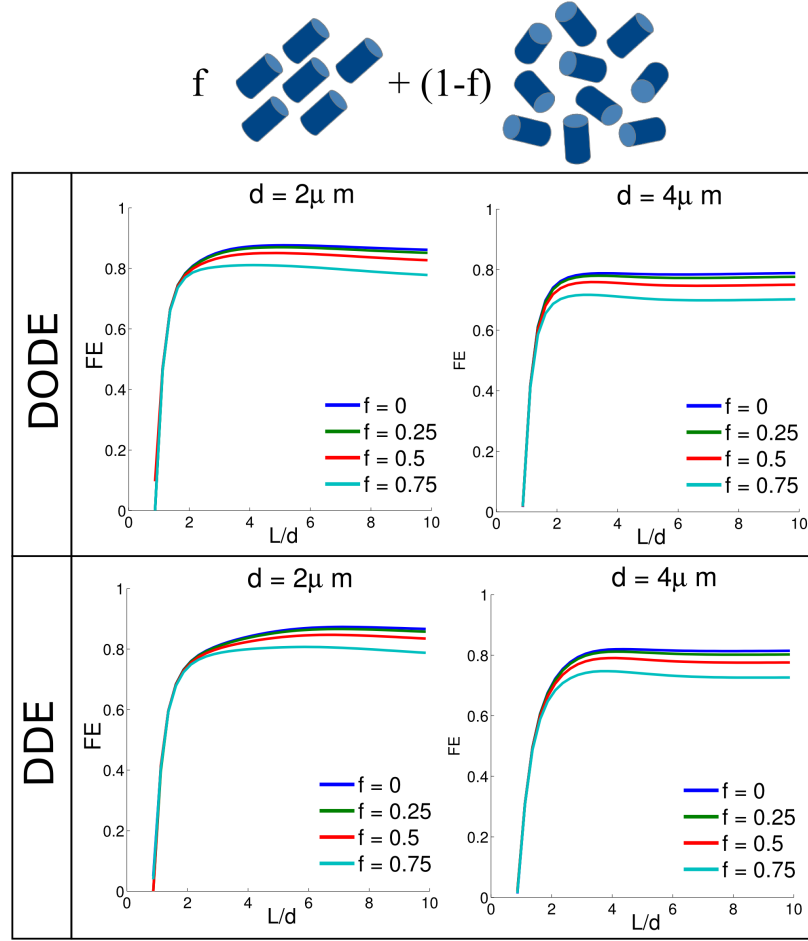 f + (1-f)
DODE
d = 2μ m
1
0.8
0.6
0.4
0.2
0
FE
0 2 4 6 8 10
L/d
f = 0
f = 0.25
f = 0.5
f = 0.75
d = 4μ m
1
0.8
0.6
0.4
0.2
0
FE
0 2 4 6 8 10
L/d
f = 0
f = 0.25
f = 0.5
f = 0.75
DDE
d = 2μ m
1
0.8
0.6
0.4
0.2
0
FE
0 2 4 6 8 10
L/d
f = 0
f = 0.25
f = 0.5
f = 0.75
d = 4μ m
1
0.8
0.6
0.4
0.2
0
FE
0 2 4 6 8 10
L/d
f = 0
f = 0.25
f = 0.5
f = 0.75